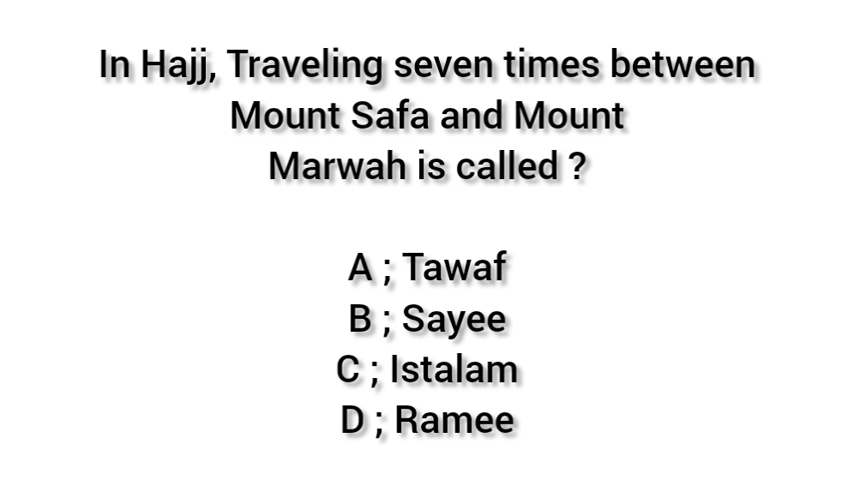 In Hajj, Traveling seven times between
Mount Safa and Mount
Marwah is called ?
A ; Tawaf
B ; Sayee
C ; Istalam
D ; Ramee